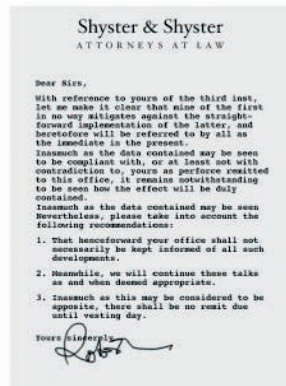 Shyster & Shyster
ATTORNEYS AT LAW
Dear Sirs,
With reference to yours of the third inst,
let me make it clear that mine of the first
in no way mitigates against the straight-
forward implementation of the latter, and
heretofore will be referred to by all as
the immediate in the present.
Inasmuch as the data contained may be seen
to be compliant with, or at least not with
contradiction to, yours as perforce remitted
to this office, it remains notwithstanding
to be seen how the effect will be duly
contained.
Inasmuch as the data contained may be seen
Nevertheless, please take into account the
following recommendations:
1. That henceforward your office shall not
necessarily be kept informed of all such
developments.
2. Meanwhile, we will continue these talks
as and when deemed appropriate.
3. Inasmuch as this may be considered to be
apposite, there shall be no remit due
until vesting day.
Yours sincerely